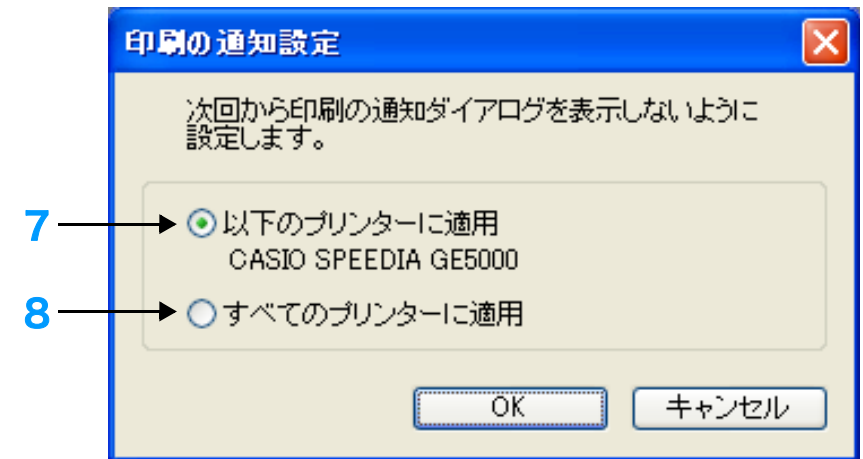 印刷の通知設定
次回から印刷の通知ダイアログを表示しないように
設定します。
7
以下のプリンターに適用
CASIO SPEEDIA GE5000
8
すべてのプリンターに適用
OK
キャンセル